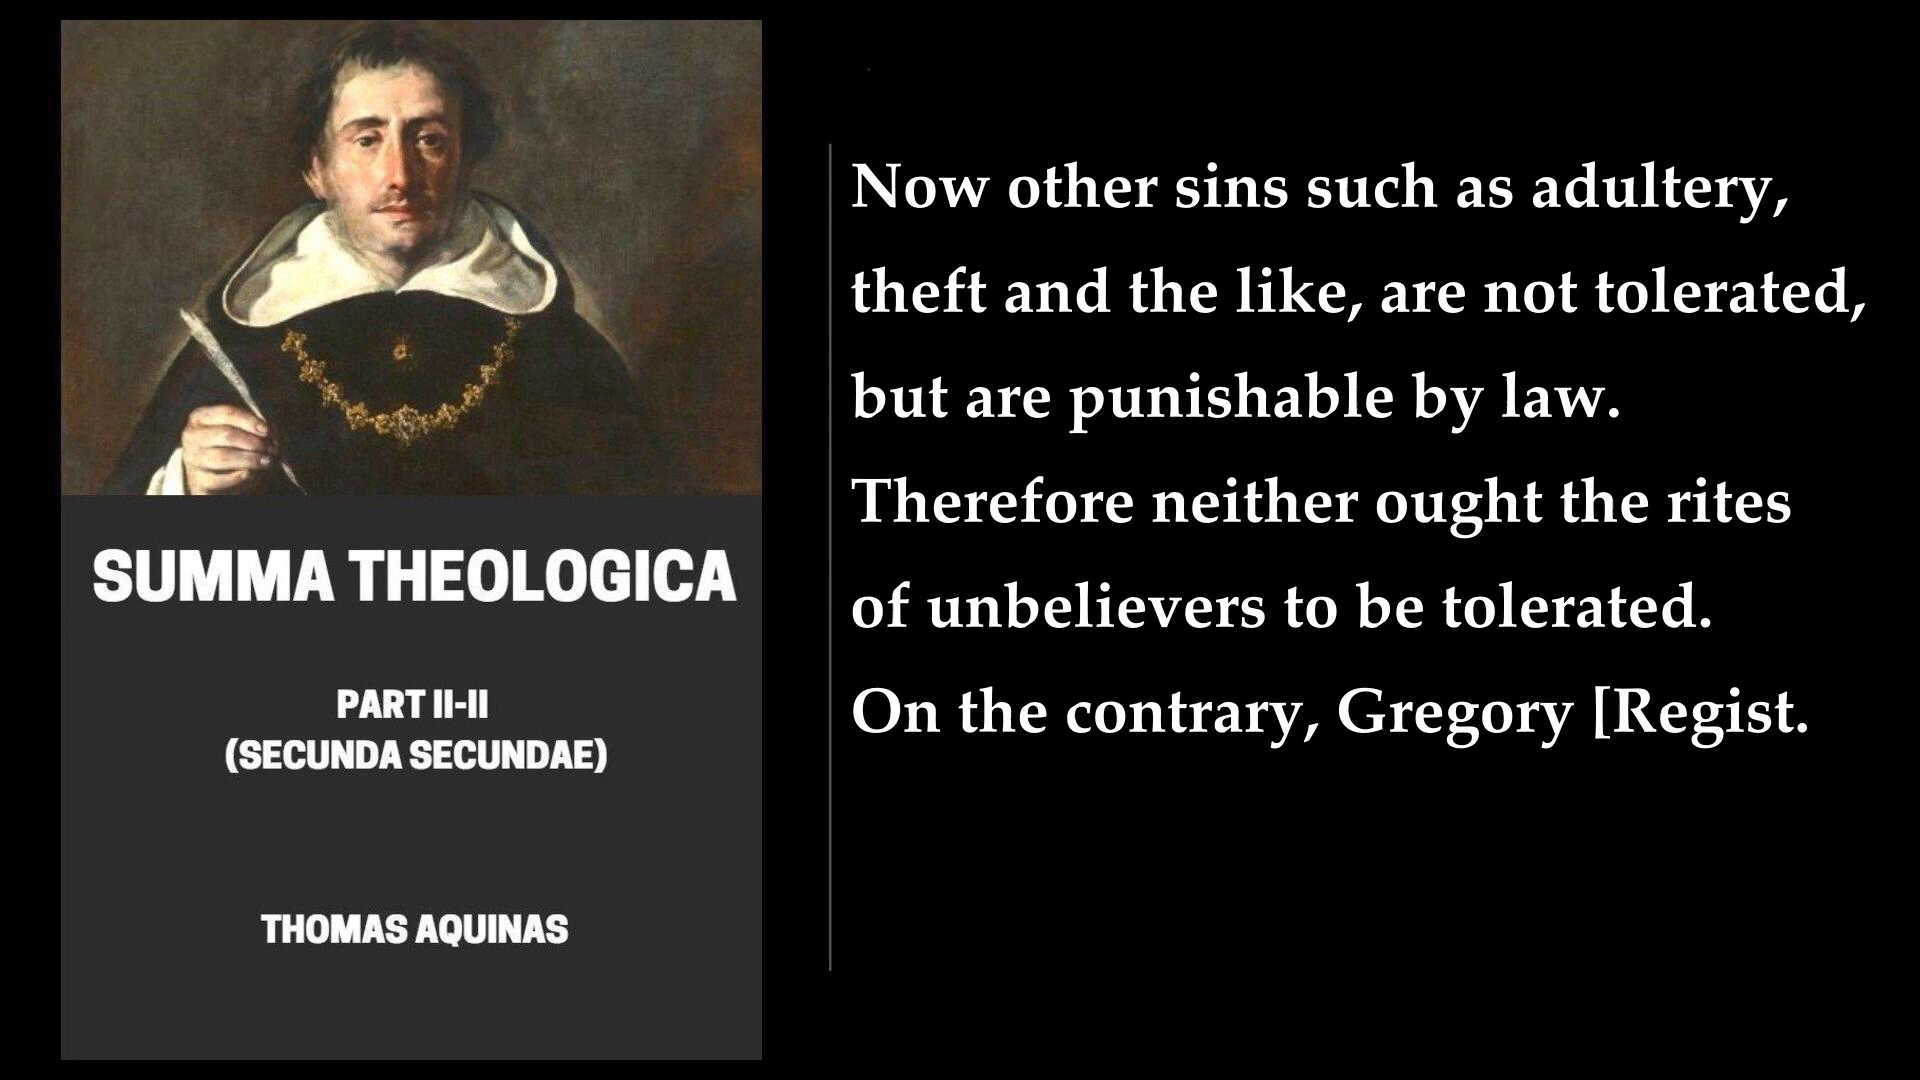 SUMMA THEOLOGICA
PART II-II
(SECUNDA SECUNDAE)
THOMAS AQUINAS
Now other sins such as adultery,
theft and the like, are not tolerated,
but are punishable by law.
Therefore neither ought the rites
of unbelievers to be tolerated.
On the contrary, Gregory [Regist.